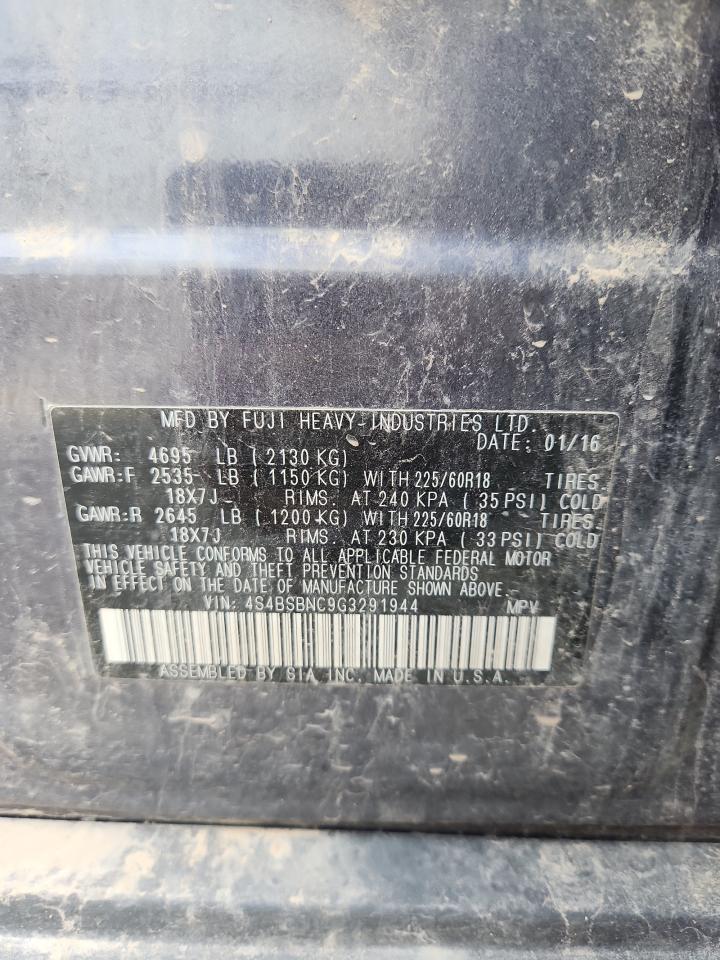 MFD BY FUJI HEAVY-INDUSTRIES LTD.
DATE: 01/16
GVWR: 4695 LB ( 2130 KG)
GAWR:F 2535 LB ( 1150 KG) WITH 225/60R18 TIRES.
18X7J RIMS. AT 240 KPA ( 35 PSI) COLD
GAWR:R 2645 LB ( 1200 KG) WITH 225/60R18 TIRES.
18X7J RIMS. AT 230 KPA ( 33 PSI) COLD
THIS VEHICLE CONFORMS TO ALL APPLICABLE FEDERAL MOTOR
VEHICLE SAFETY AND THEFT PREVENTION STANDARDS
IN EFFECT ON THE DATE OF MANUFACTURE SHOWN ABOVE.
VIN: 4S4BSBNC9G3291944 MPV
ASSEMBLED BY SIA, INC. MADE IN U.S.A.